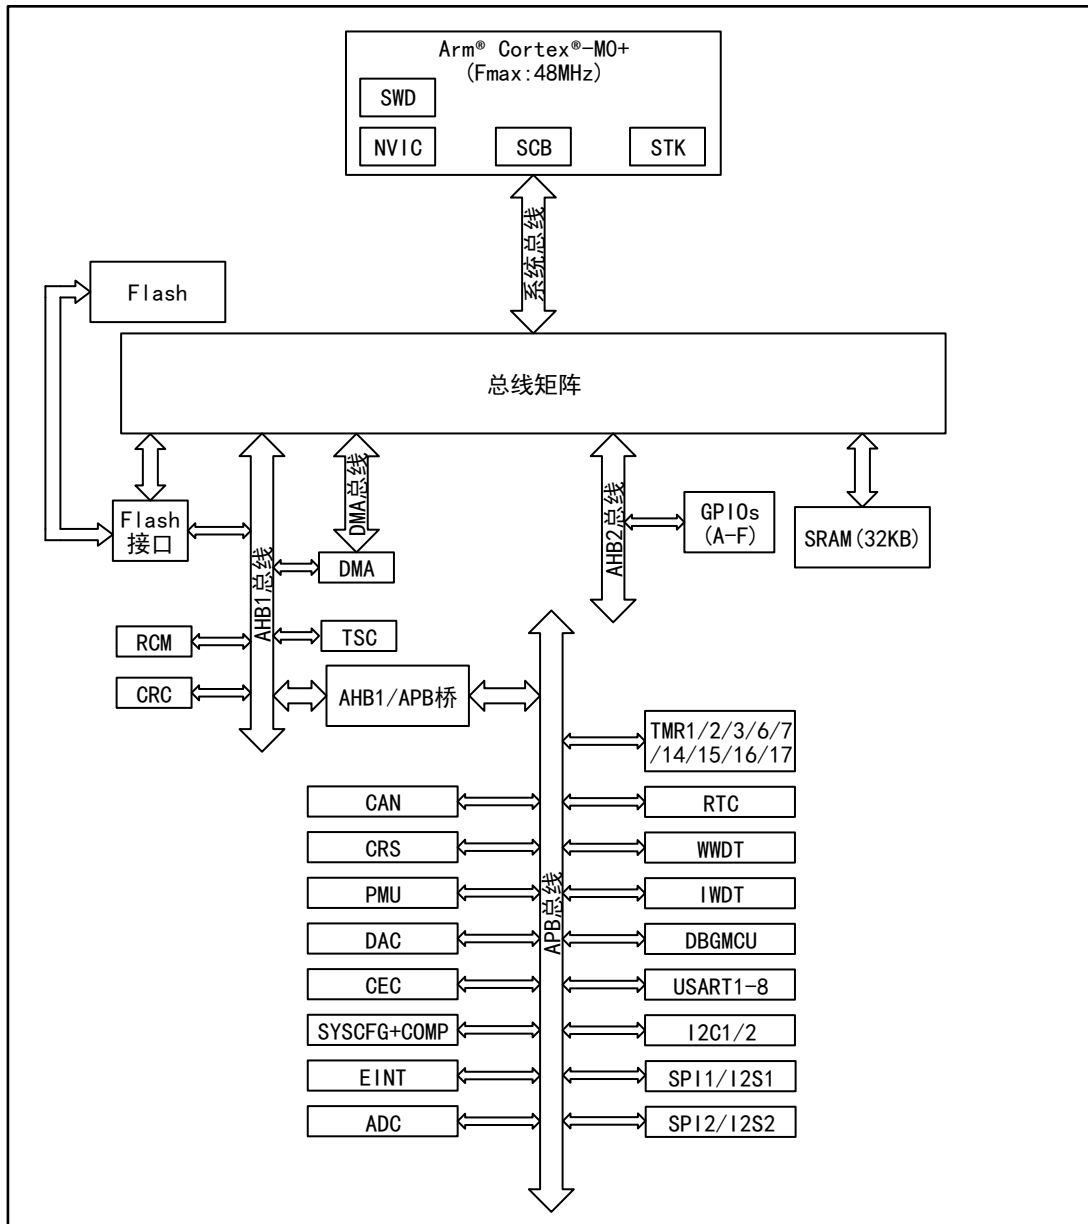 Arm® Cortex®-M0+
(Fmax:48MHz)
SWD
NVIC
SCB
STK
系统总线
Flash
总线矩阵
Flash
接口
AHB1总线
DMA总线
DMA
AHB2总线
GPIOs
(A-F)
SRAM(32KB)
RCM
TSC
CRC
AHB1/APB桥
APB总线
TMR1/2/3/6/7
/14/15/16/17
CAN
RTC
CRS
WWDT
PMU
IWDT
DAC
DBGMCU
CEC
USART1-8
SYSCFG+COMP
I2C1/2
EINT
SPI1/I2S1
ADC
SPI2/I2S2